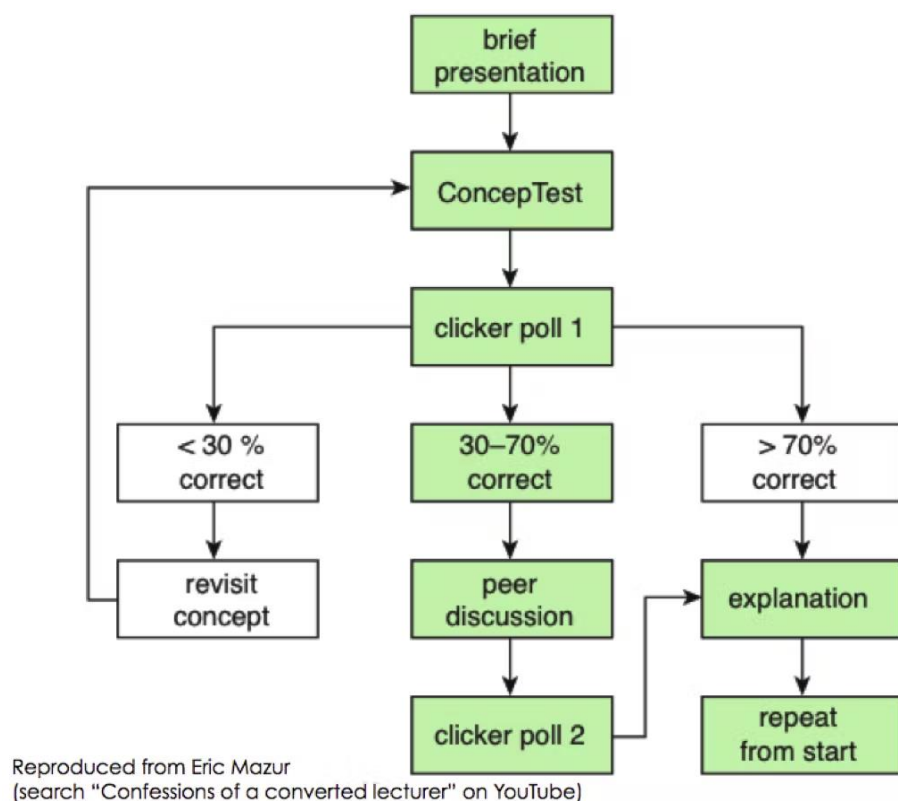 brief
presentation
ConcepTest
clicker poll 1
< 30 %
correct
30–70%
correct
> 70%
correct
revisit
concept
peer
discussion
explanation
clicker poll 2
repeat
from start
Reproduced from Eric Mazur
(search “Confessions of a converted lecturer” on YouTube)